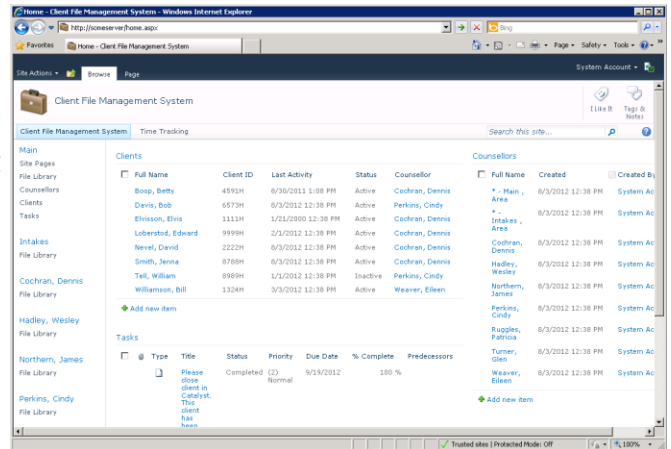 Home - Client File Management System - Windows Internet Explorer
http://someserver/home.aspx
Bing
Favorites Home - Client File Management System
Page Safety Tools
Site Actions Browse Page System Account
Client File Management System
I Like It Tags & Notes
Client File Management System Time Tracking Search this site...
Main
Site Pages
File Library
Counsellors
Clients
Tasks
Intakes
File Library
Cochran, Dennis
File Library
Hadley, Wesley
File Library
Northern, James
File Library
Perkins, Cindy
File Library
Clients
Full Name Client ID Last Activity Status Counsellor
Boop, Betty 4591H 8/30/2011 1:08 PM Active Cochran, Dennis
Davis, Bob 6573H 8/3/2012 12:38 PM Active Perkins, Cindy
Elvisson, Elvis 1111H 1/21/2000 12:38 PM Active Cochran, Dennis
Loberstod, Edward 9999H 2/1/2012 12:38 PM Active Cochran, Dennis
Nevel, David 2222H 8/3/2012 12:38 PM Active Cochran, Dennis
Smith, Jenna 8788H 8/3/2012 12:38 PM Active Cochran, Dennis
Tell, William 8989H 1/1/2012 12:38 PM Inactive Perkins, Cindy
Williamson, Bill 1324H 3/3/2012 12:38 PM Active Weaver, Eileen
Add new item
Tasks
Type Title Status Priority Due Date % Complete Predecessors
Please close client in Catalyst. This client has been
Completed (2) Normal 9/19/2012 100 %
Counsellors
Full Name Created Created By
* - Main , Area 8/3/2012 12:38 PM System Ac
* - Intakes , Area 8/3/2012 12:38 PM System Ac
Cochran, Dennis 8/3/2012 12:38 PM System Ac
Hadley, Wesley 8/3/2012 12:38 PM System Ac
Northern, James 8/3/2012 12:38 PM System Ac
Perkins, Cindy 8/3/2012 12:38 PM System Ac
Ruggles, Patricia 8/3/2012 12:38 PM System Ac
Turner, Glen 8/3/2012 12:38 PM System Ac
Weaver, Eileen 8/3/2012 12:38 PM System Ac
Add new item
Trusted sites | Protected Mode: Off 100%